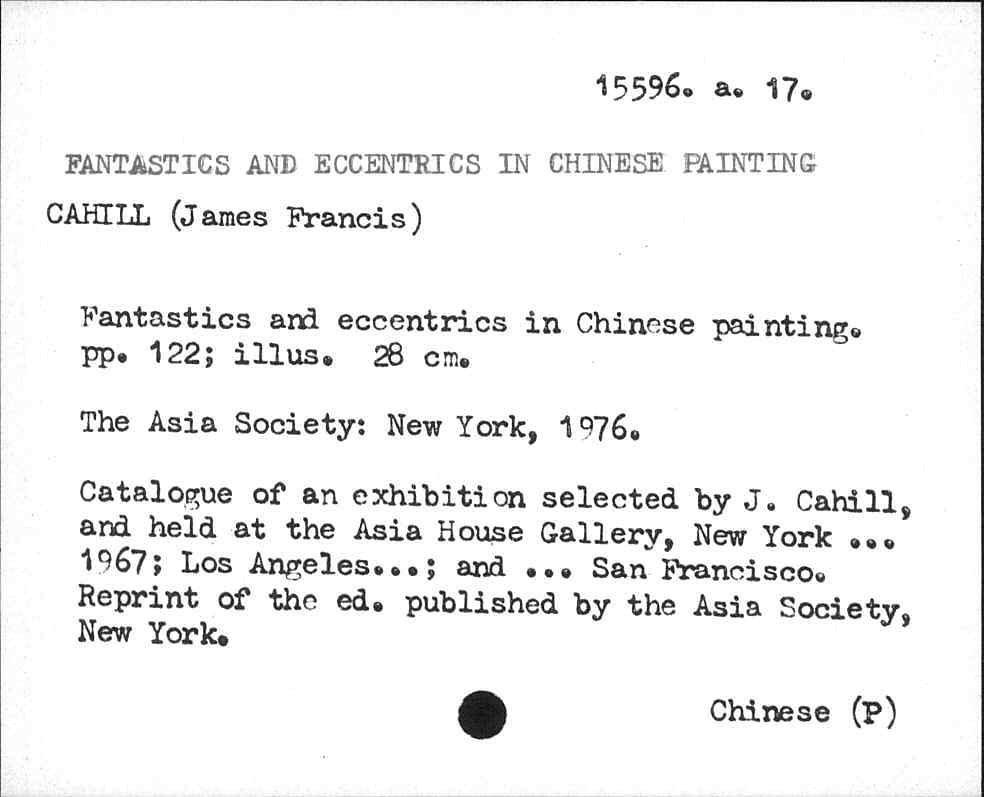 15596. a. 17.
FANTASTICS AND ECCENTRICS IN CHINESE PAINTING
CAHILL (James Francis)
Fantastics and eccentrics in Chinese painting.
pp. 122; illus.  28 cm.
The Asia Society: New York, 1976.
Catalogue of an exhibition selected by J. Cahill,
and held at the Asia House Gallery, New York ...
1967; Los Angeles...; and ... San Francisco.
Reprint of the ed. published by the Asia Society,
New York.
Chinese (P)